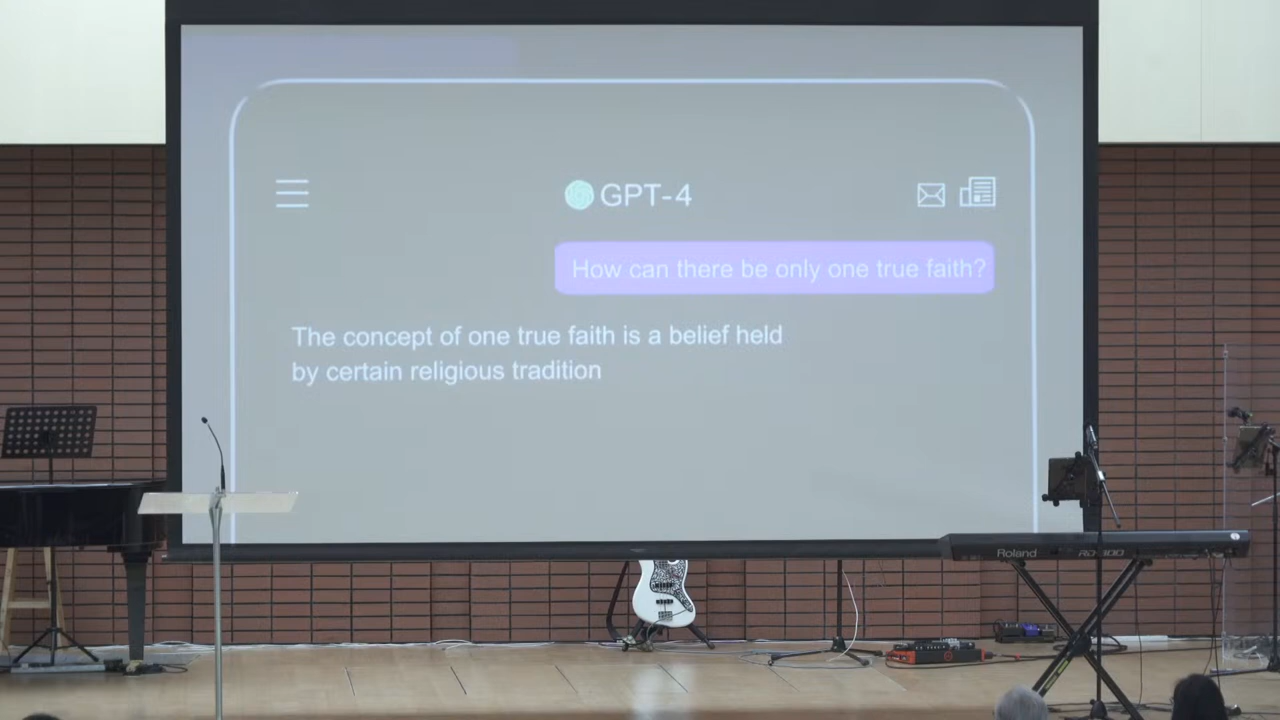 GPT-4
How can there be only one true faith?
The concept of one true faith is a belief held
by certain religious tradition
Roland